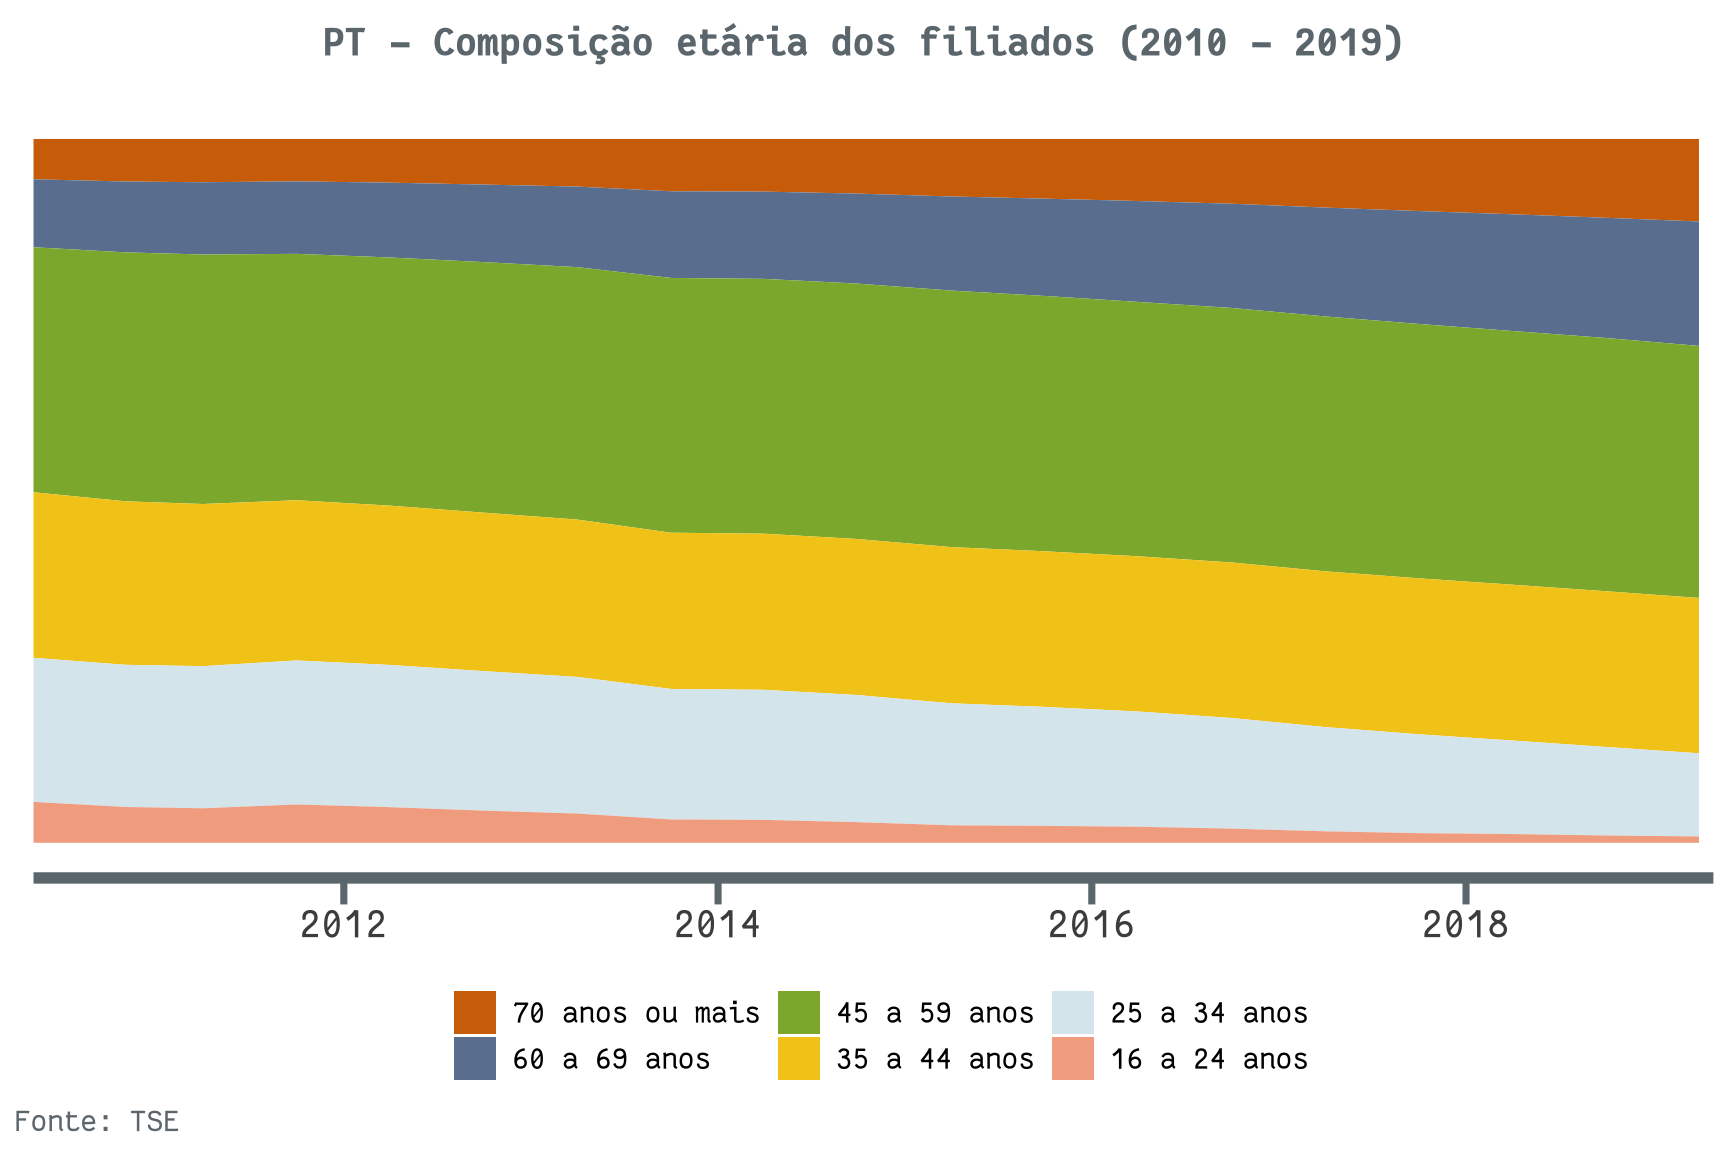 PT – Composição etária dos filiados (2010 – 2019)
2012 2014 2016 2018
70 anos ou mais 45 a 59 anos 25 a 34 anos
60 a 69 anos 35 a 44 anos 16 a 24 anos
Fonte: TSE